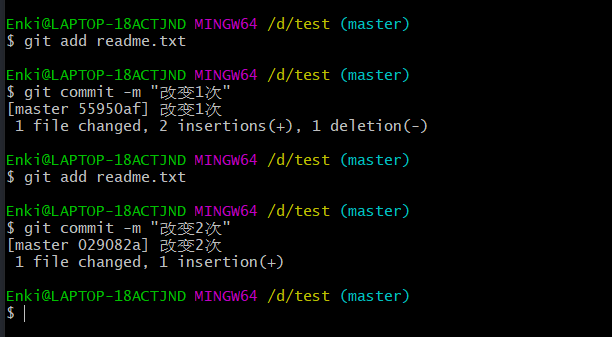 Enki@LAPTOP-18ACTJND MINGW64 /d/test (master)
$ git add readme.txt
Enki@LAPTOP-18ACTJND MINGW64 /d/test (master)
$ git commit -m "改变1次"
[master 55950af] 改变1次
1 file changed, 2 insertions(+), 1 deletion(-)
Enki@LAPTOP-18ACTJND MINGW64 /d/test (master)
$ git add readme.txt
Enki@LAPTOP-18ACTJND MINGW64 /d/test (master)
$ git commit -m "改变2次"
[master 029082a] 改变2次
1 file changed, 1 insertion(+)
Enki@LAPTOP-18ACTJND MINGW64 /d/test (master)
$